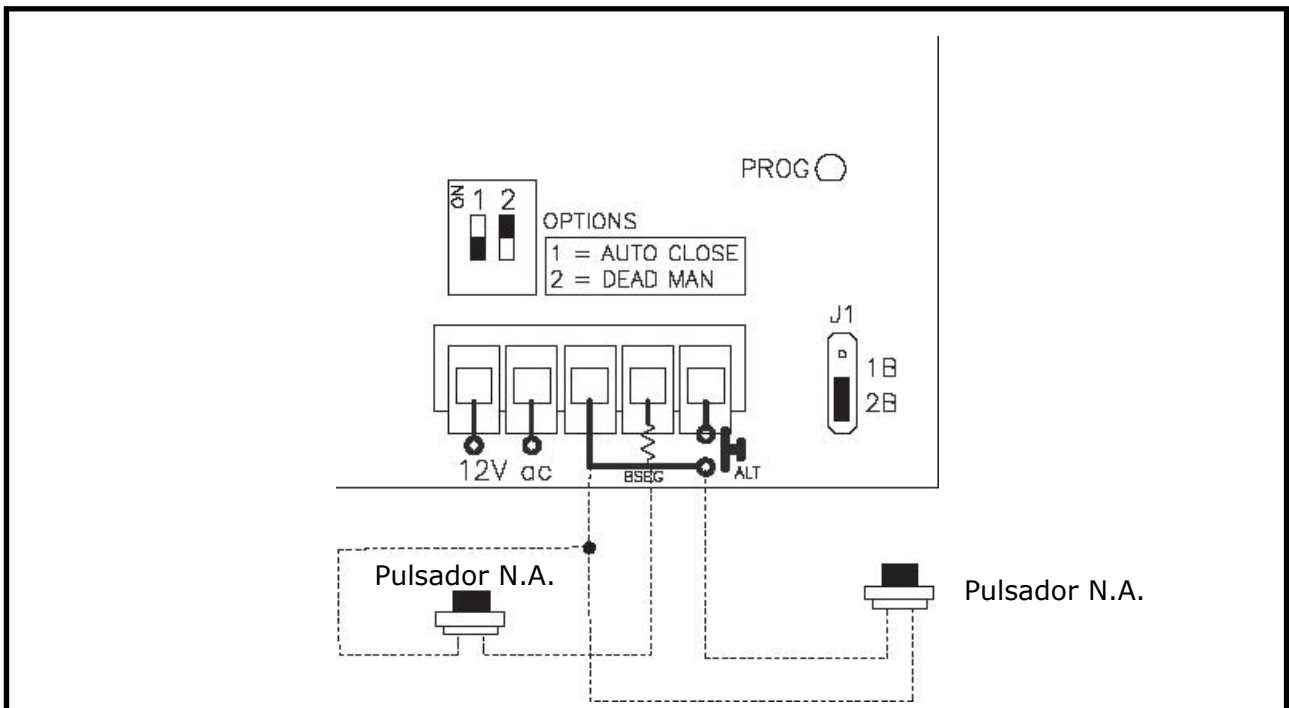 PROG
ON 1 2
OPTIONS
1 = AUTO CLOSE
2 = DEAD MAN
J1
1B
2B
12V ac
BSEG
ALT
Pulsador N.A.
Pulsador N.A.